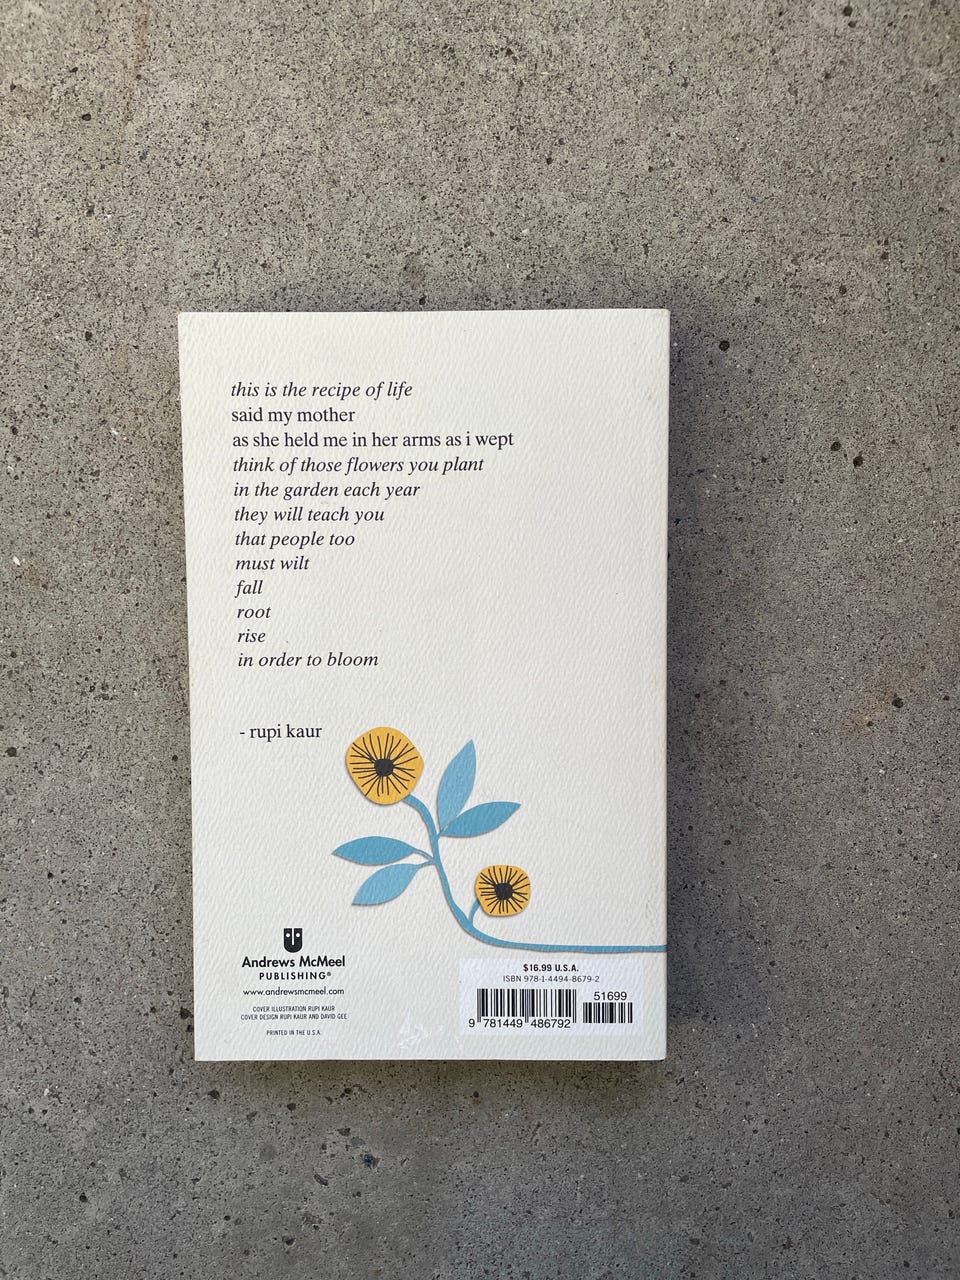 this is the recipe of life
said my mother
as she held me in her arms as i wept
think of those flowers you plant
in the garden each year
they will teach you
that people too
must wilt
fall
root
rise
in order to bloom
- rupi kaur
Andrews McMeel
PUBLISHING®
www.andrewsmcmeel.com
COVER ILLUSTRATION RUPI KAUR
COVER DESIGN RUPI KAUR AND DAVID GEE
PRINTED IN THE U.S.A.
$16.99 U.S.A.
ISBN 978-1-4494-8679-2
51699
9 781449 486792